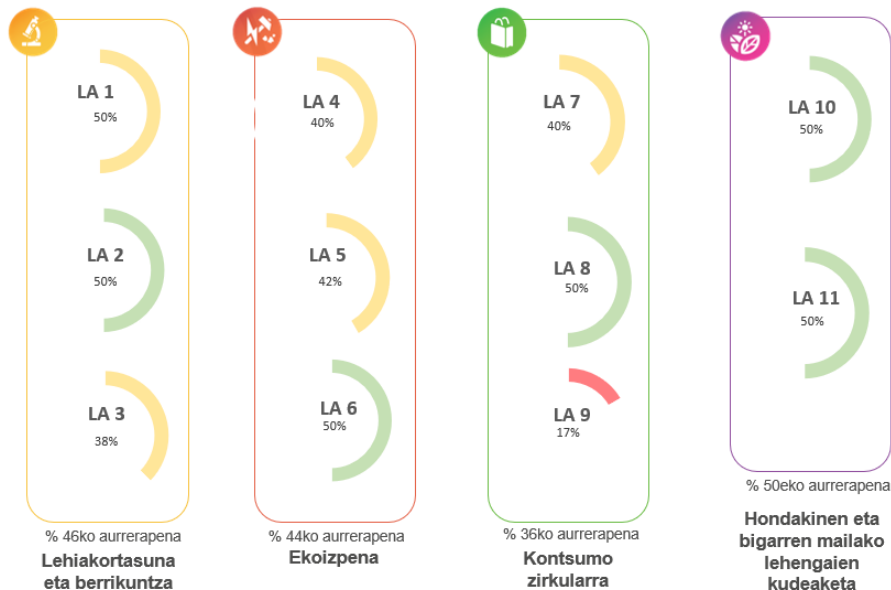 LA 1
50%
LA 2
50%
LA 3
38%
% 46ko aurrerapena
Lehiakortasuna
eta berrikuntza
LA 4
40%
LA 5
42%
LA 6
50%
% 44ko aurrerapena
Ekoizpena
LA 7
40%
LA 8
50%
LA 9
17%
% 36ko aurrerapena
Kontsumo
zirkularra
LA 10
50%
LA 11
50%
% 50eko aurrerapena
Hondakinen eta
bigarren mailako
lehengaien
kudeaketa